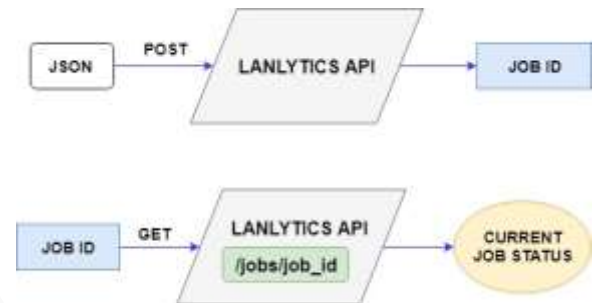 POST
JSON
LANLYTICS API
JOB ID
JOB ID
GET
LANLYTICS API
/jobs/job_id
CURRENT
JOB STATUS